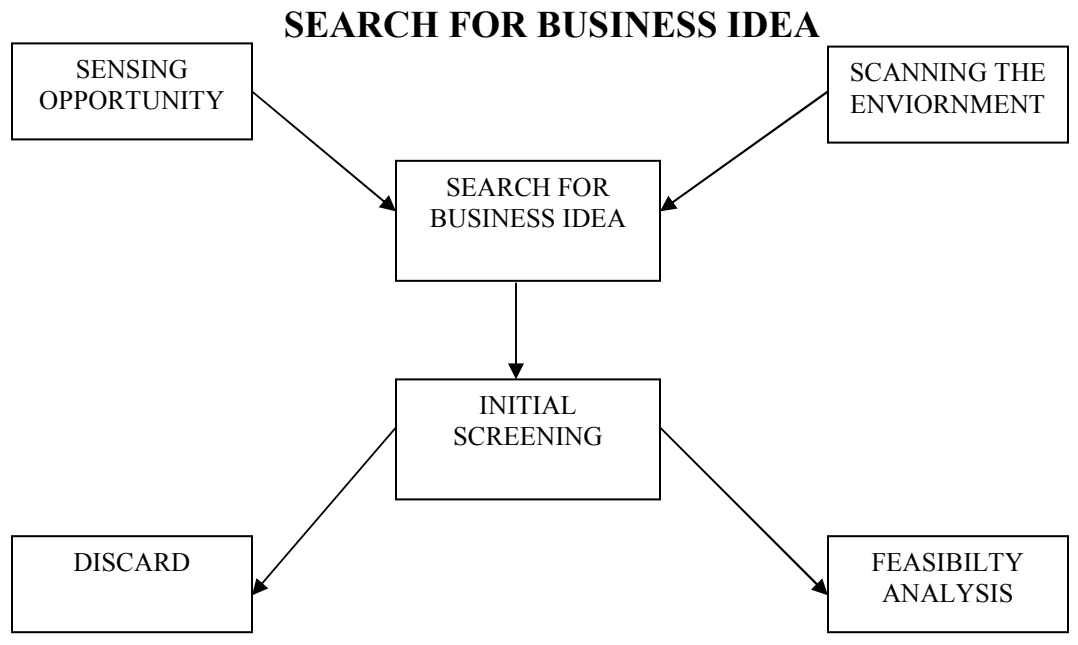 SEARCH FOR BUSINESS IDEA
SENSING
OPPORTUNITY
SCANNING THE
ENVIORNMENT
SEARCH FOR
BUSINESS IDEA
INITIAL
SCREENING
DISCARD
FEASIBILTY
ANALYSIS